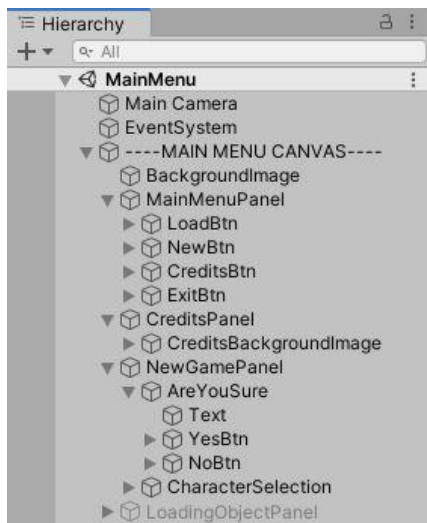 Hierarchy
All
MainMenu
Main Camera
EventSystem
----MAIN MENU CANVAS----
BackgroundImage
MainMenuPanel
LoadBtn
NewBtn
CreditsBtn
ExitBtn
CreditsPanel
CreditsBackgroundImage
NewGamePanel
AreYouSure
Text
YesBtn
NoBtn
CharacterSelection
LoadingObjectPanel